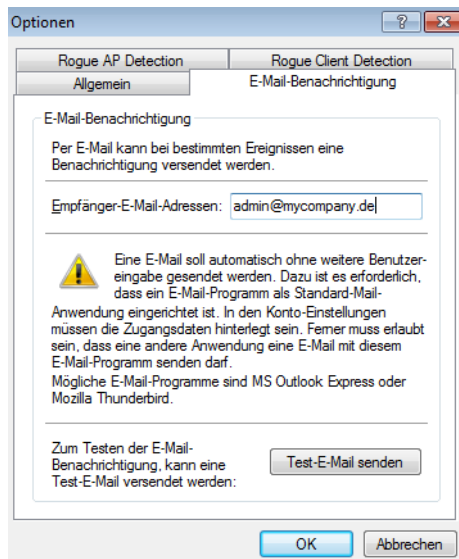 Optionen
Rogue AP Detection
Rogue Client Detection
Allgemein
E-Mail-Benachrichtigung
E-Mail-Benachrichtigung
Per E-Mail kann bei bestimmten Ereignissen eine
Benachrichtigung versendet werden.
Empfänger-E-Mail-Adressen:
admin@mycompany.de
Eine E-Mail soll automatisch ohne weitere Benutzer-
eingabe gesendet werden. Dazu ist es erforderlich,
dass ein E-Mail-Programm als Standard-Mail-
Anwendung eingerichtet ist. In den Konto-Einstellungen
müssen die Zugangsdaten hinterlegt sein. Ferner muss erlaubt
sein, dass eine andere Anwendung eine E-Mail mit diesem
E-Mail-Programm senden darf.
Mögliche E-Mail-Programme sind MS Outlook Express oder
Mozilla Thunderbird.
Zum Testen der E-Mail-
Benachrichtigung, kann eine
Test-E-Mail versendet werden:
Test-E-Mail senden
OK
Abbrechen